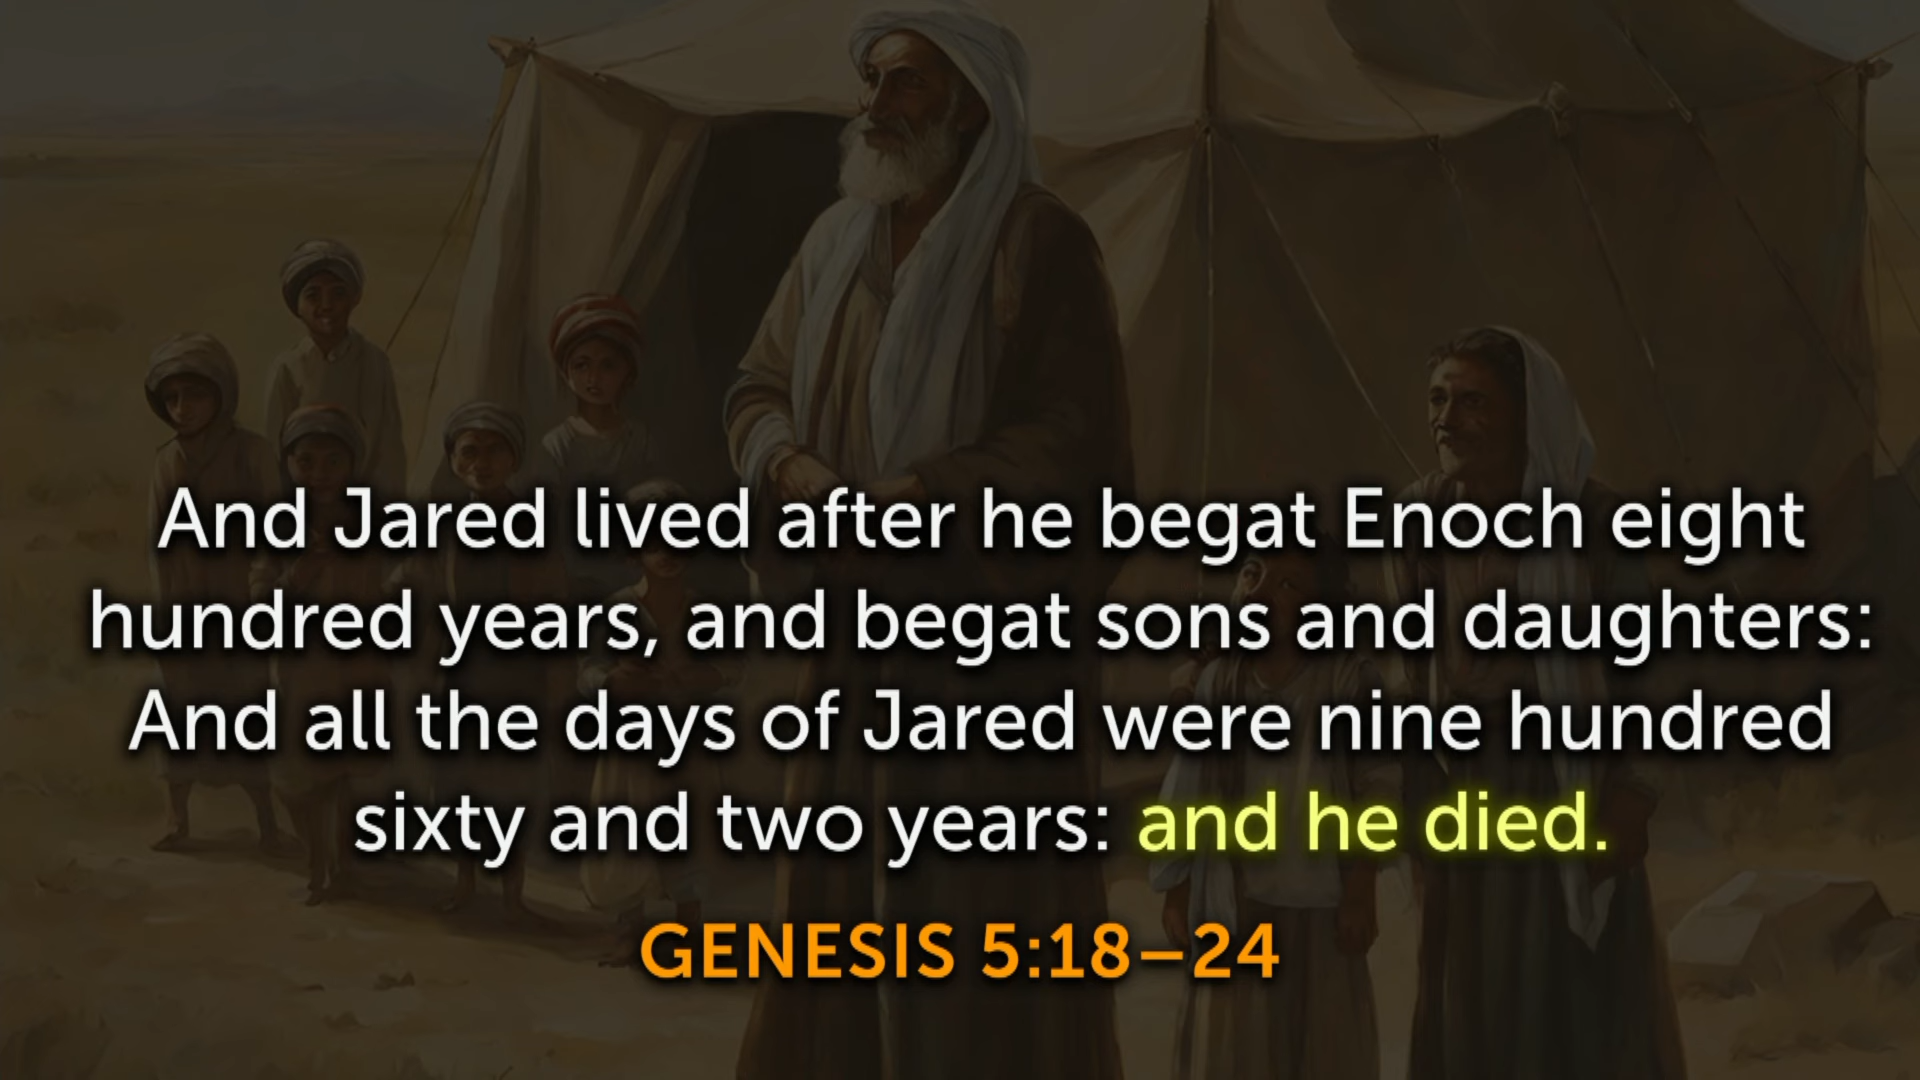 And Jared lived after he begat Enoch eight
hundred years, and begat sons and daughters:
And all the days of Jared were nine hundred
sixty and two years: and he died.
GENESIS 5:18–24